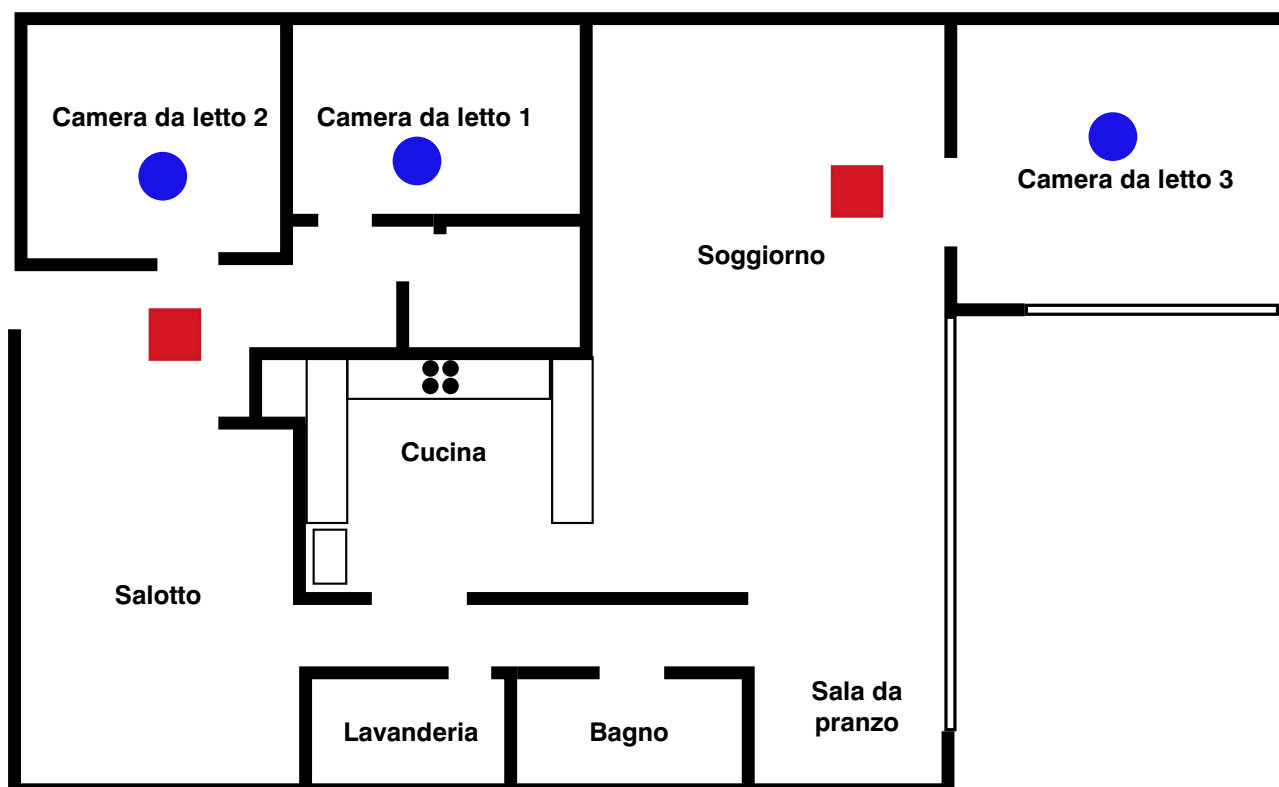 Camera da letto 2
Camera da letto 1
Camera da letto 3
Soggiorno
Cucina
Salotto
Sala da
pranzo
Lavanderia
Bagno